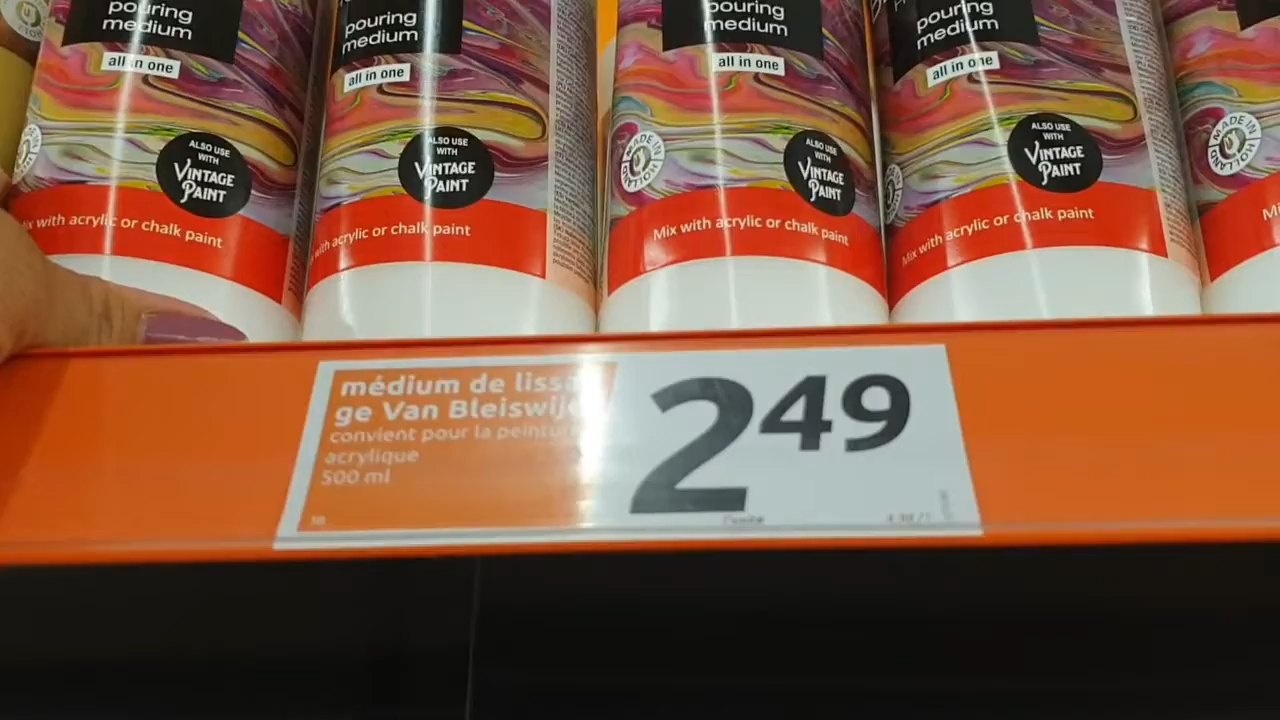 pouring
medium
all in one
ALSO USE
WITH
VINTAGE
PAINT
with acrylic or chalk paint
pouring
medium
all in one
ALSO USE
WITH
VINTAGE
PAINT
with acrylic or chalk paint
pouring
medium
all in one
MADE IN
HOLLAND
ALSO USE
WITH
VINTAGE
PAINT
Mix with acrylic or chalk paint
pouring
medium
all in one
ALSO USE
WITH
VINTAGE
PAINT
Mix with acrylic or chalk paint
MADE IN
HOLLAND
médium de lissa
ge Van Bleiswij
convient pour la peinture
acrylique
500 ml
2 49